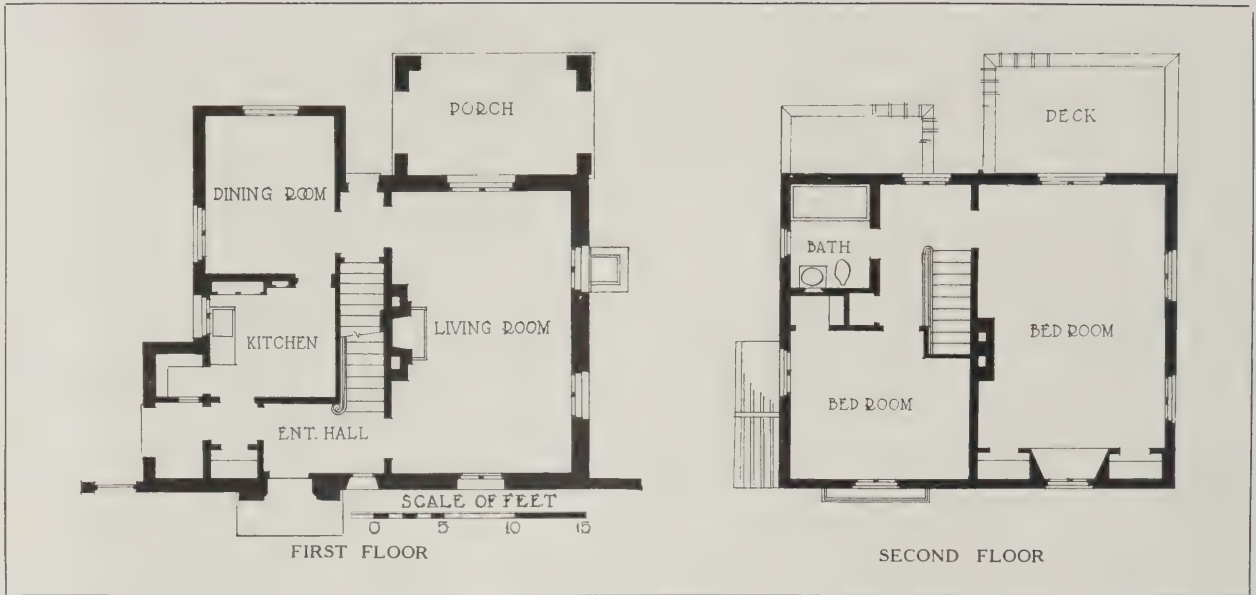 PORCH
DINING ROOM
KITCHEN
LIVING ROOM
ENT. HALL
SCALE OF FEET
0 5 10 15
FIRST FLOOR
DECK
BATH
BED ROOM
BED ROOM
SECOND FLOOR